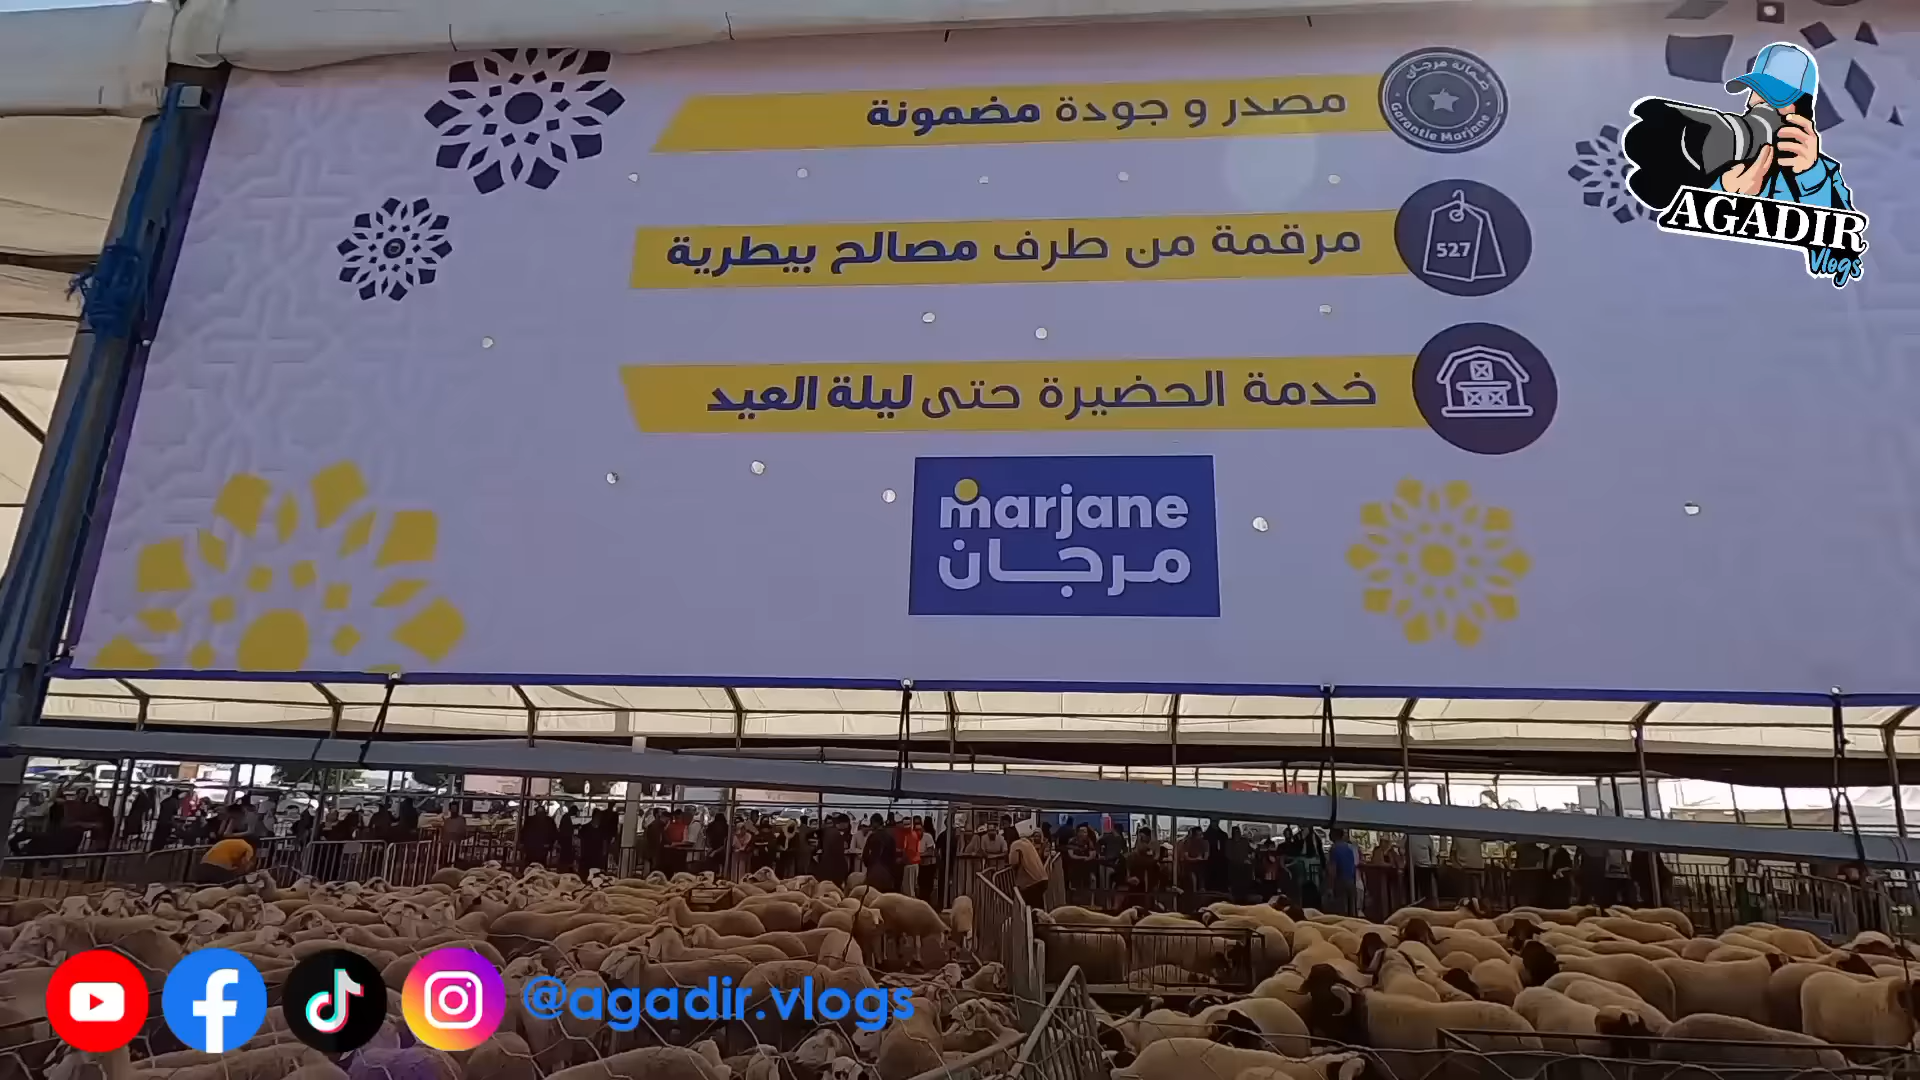 مصدر و جودة مضمونة
ضمانة مرجان
Garantie Marjane
مرقمة من طرف مصالح بيطرية
527
خدمة الحضيرة حتى ليلة العيد
marjane
مرجان
AGADIR
Vlogs
@agadir.vlogs